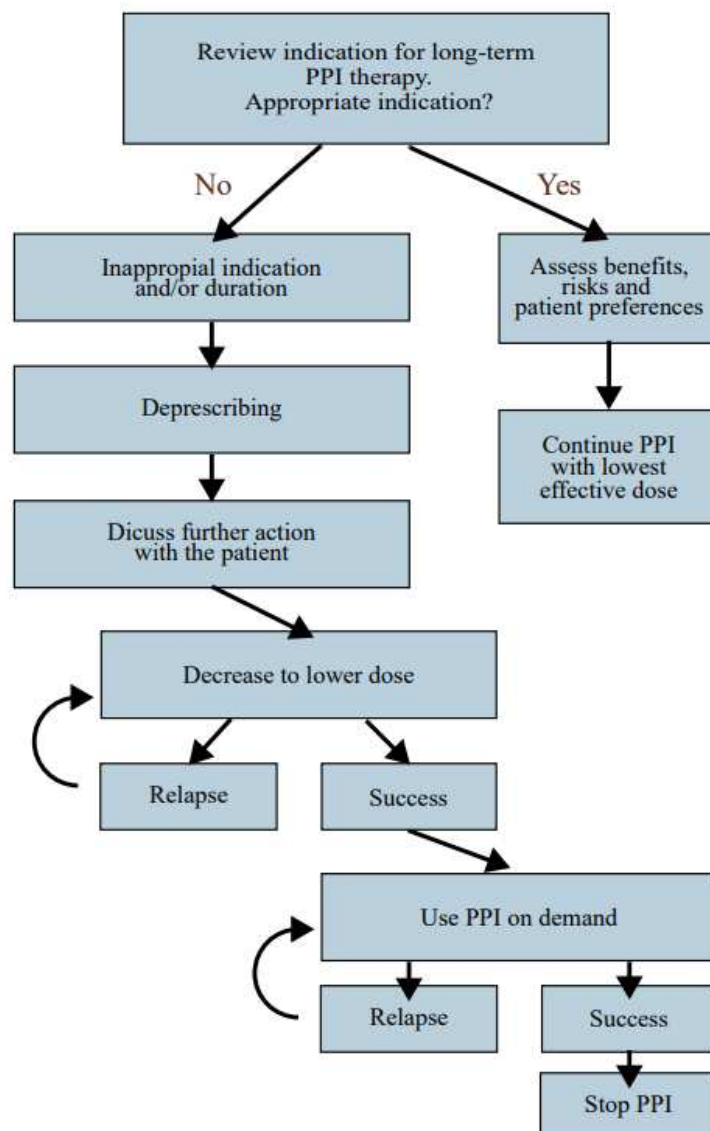 Review indication for long-term
PPI therapy.
Appropriate indication?
No
Yes
Inappropial indication
and/or duration
Assess benefits,
risks and
patient preferences
Deprescribing
Continue PPI
with lowest
effective dose
Dicuss further action
with the patient
Decrease to lower dose
Relapse
Success
Use PPI on demand
Relapse
Success
Stop PPI